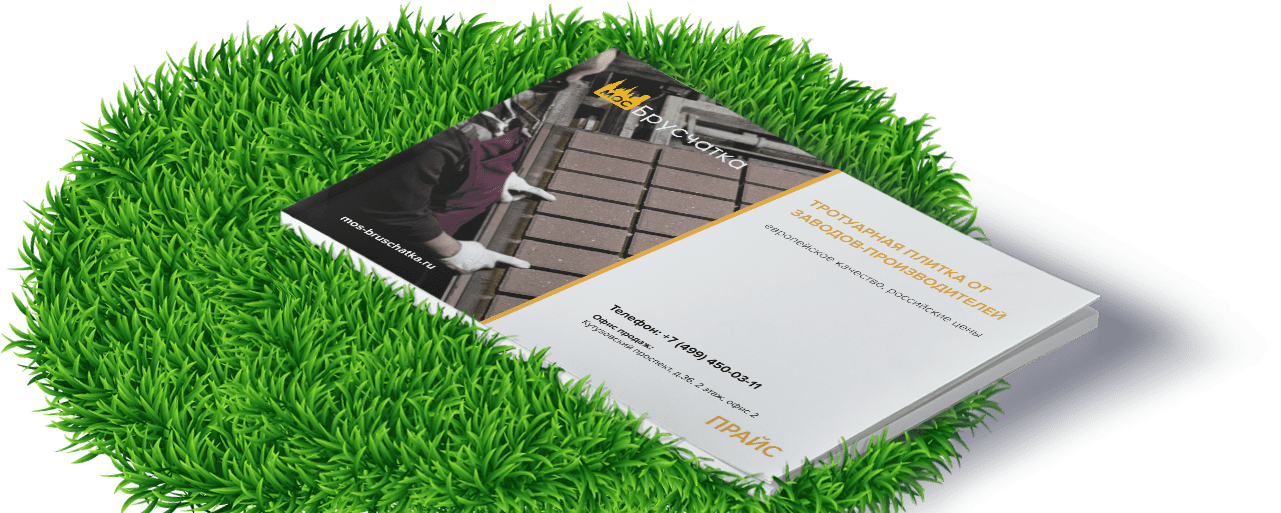 МОС
Брусчатка
mos-bruschatka.ru
ТРОТУАРНАЯ ПЛИТКА ОТ
ЗАВОДОВ-ПРОИЗВОДИТЕЛЕЙ
европейское качество, российские цены
Телефон: +7 (499) 450-03-11
Офис продаж:
Кутузовский проспект, д.36, 2 этаж, офис 2
ПРАЙС